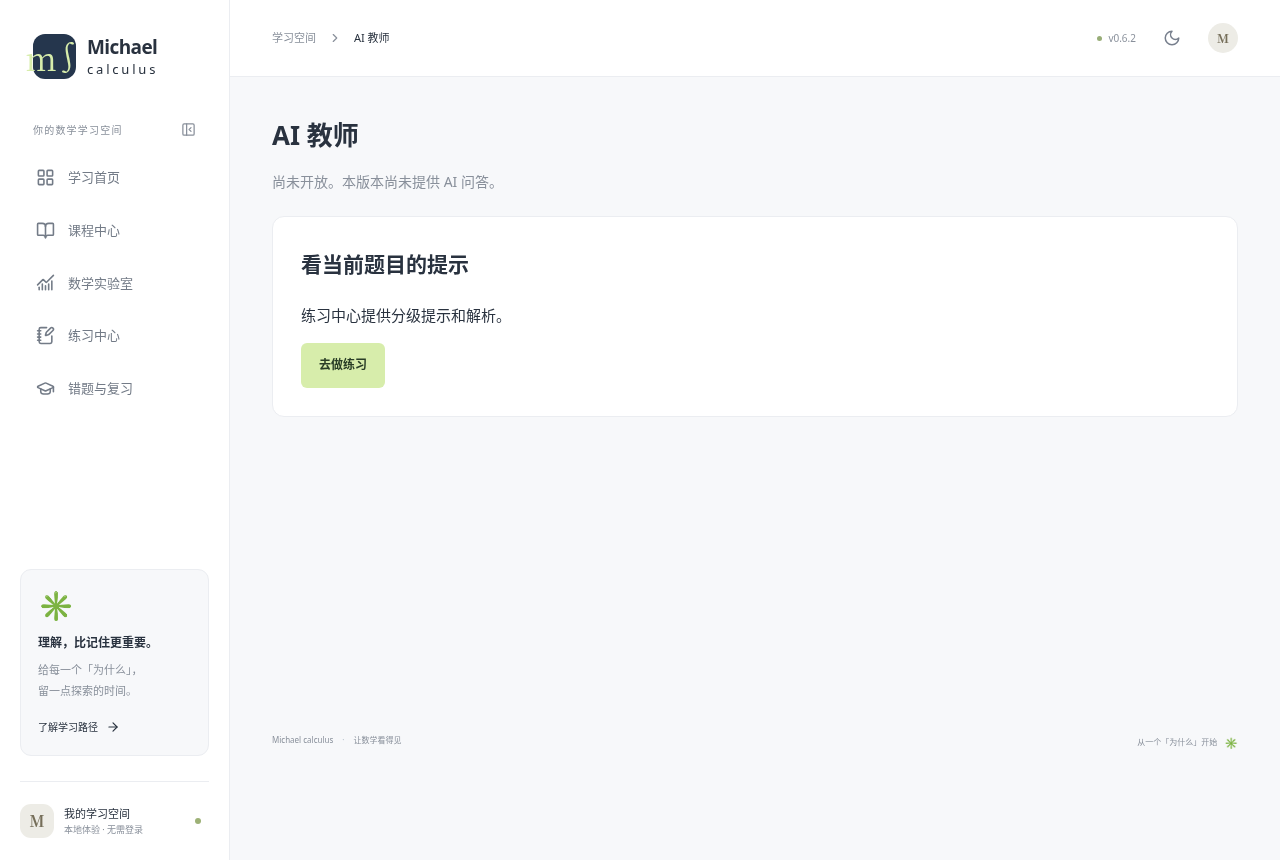 m∫
Michael
calculus
你的数学学习空间
学习首页
课程中心
数学实验室
练习中心
错题与复习
理解，比记住更重要。
给每一个「为什么」，
留一点探索的时间。
了解学习路径
M
我的学习空间
本地体验 · 无需登录
学习空间
AI 教师
v0.6.2
M
AI 教师
尚未开放。本版本尚未提供 AI 问答。
看当前题目的提示
练习中心提供分级提示和解析。
去做练习
Michael calculus · 让数学看得见
从一个「为什么」开始